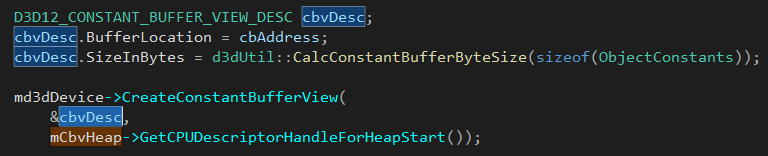 D3D12_CONSTANT_BUFFER_VIEW_DESC cbvDesc;
cbvDesc.BufferLocation = cbAddress;
cbvDesc.SizeInBytes = d3dUtil::CalcConstantBufferByteSize(sizeof(ObjectConstants));
md3dDevice->CreateConstantBufferView(
&cbvDesc,
mCbvHeap->GetCPUDescriptorHandleForHeapStart());